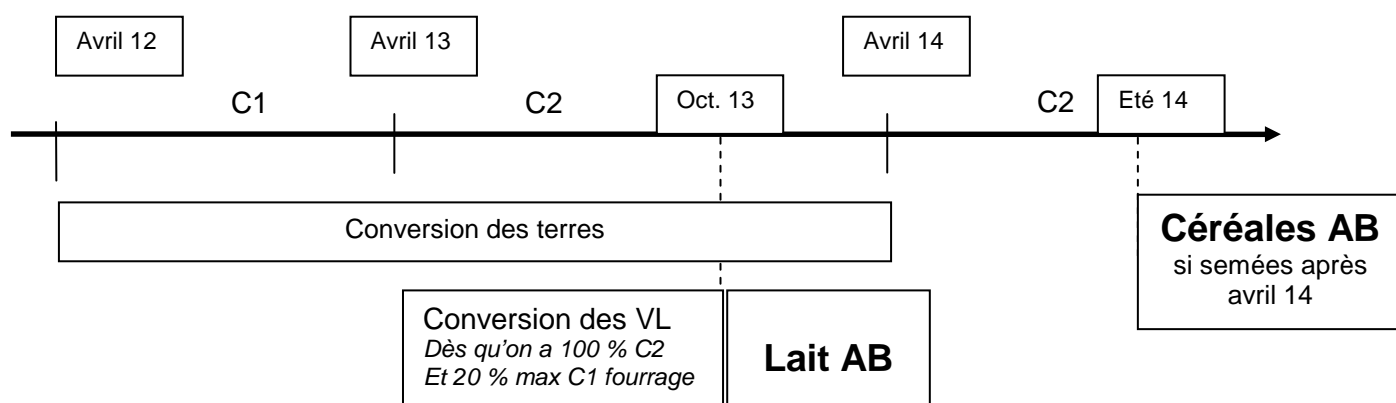 Avril 12
Avril 13
Avril 14
C1
C2
Oct. 13
C2
Eté 14
Conversion des terres
Céréales AB
si semées après
avril 14
Conversion des VL
Dès qu'on a 100 % C2
Et 20 % max C1 fourrage
Lait AB